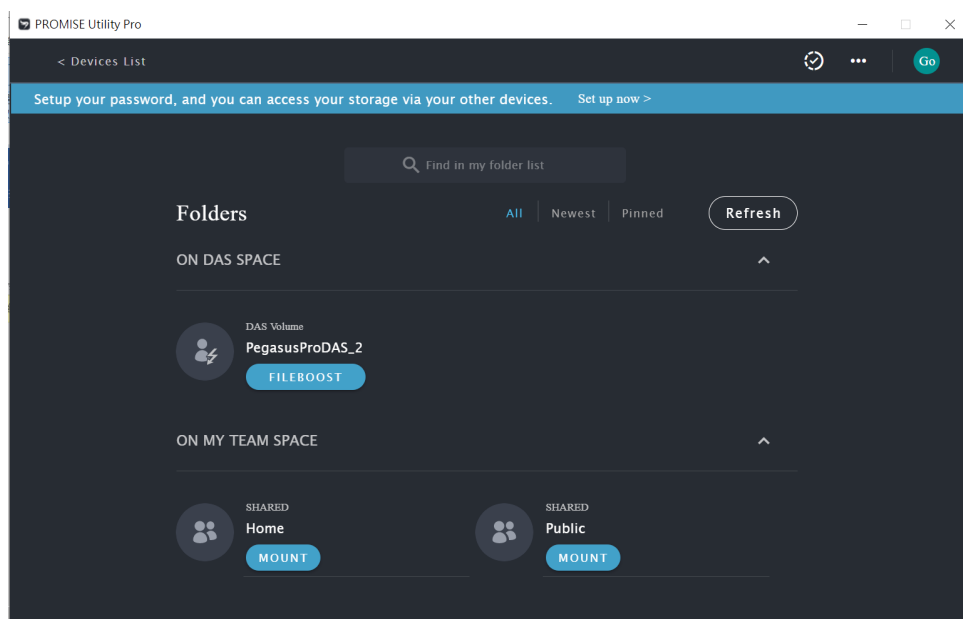 PROMISE Utility Pro
< Devices List
Go
Setup your password, and you can access your storage via your other devices. Set up now >
Find in my folder list
Folders
All Newest Pinned Refresh
ON DAS SPACE
DAS Volume
PegasusProDAS_2
FILEBOOST
ON MY TEAM SPACE
SHARED
Home
MOUNT
SHARED
Public
MOUNT